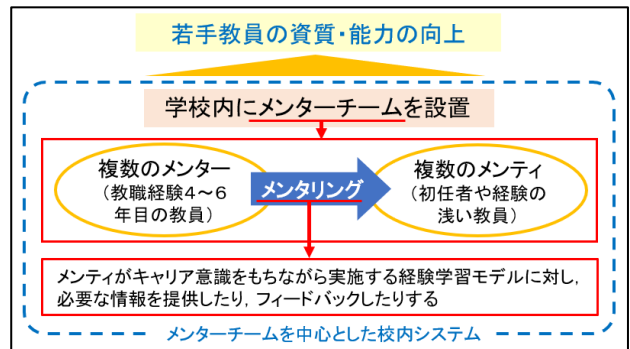 若手教員の資質・能力の向上
学校内にメンターチームを設置
複数のメンター
（教職経験４～６
年目の教員）
メンタリング
複数のメンティ
（初任者や経験の
浅い教員）
メンティがキャリア意識をもちながら実施する経験学習モデルに対し，
必要な情報を提供したり，フィードバックしたりする
メンターチームを中心とした校内システム